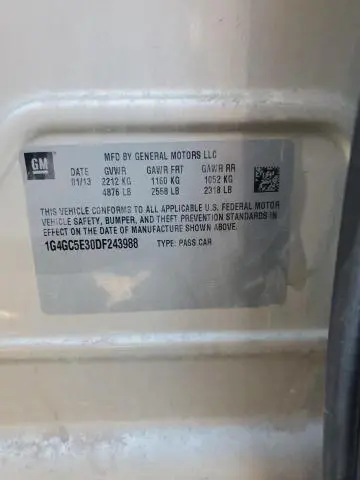 GM
MFD BY GENERAL MOTORS LLC
DATE GVWR GAWR FRT GAWR RR
01/13 2212 KG 1160 KG 1052 KG
4876 LB 2558 LB 2318 LB
THIS VEHICLE CONFORMS TO ALL APPLICABLE U.S. FEDERAL MOTOR
VEHICLE SAFETY, BUMPER, AND THEFT PREVENTION STANDARDS IN
EFFECT ON THE DATE OF MANUFACTURE SHOWN ABOVE.
1G4GC5E30DF243988 TYPE: PASS CAR